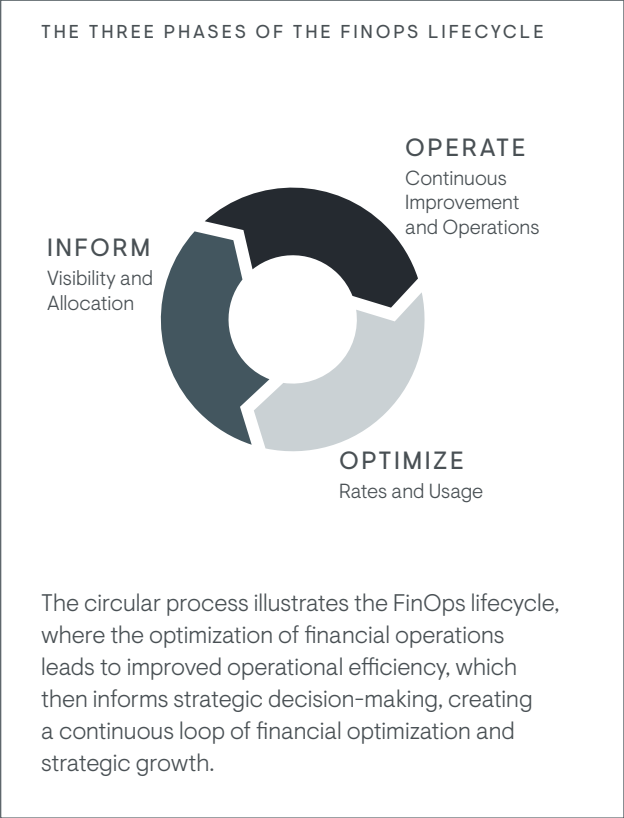 THE THREE PHASES OF THE FINOPS LIFECYCLE
OPERATE
Continuous
Improvement
and Operations
INFORM
Visibility and
Allocation
OPTIMIZE
Rates and Usage
The circular process illustrates the FinOps lifecycle,
where the optimization of financial operations
leads to improved operational efficiency, which
then informs strategic decision-making, creating
a continuous loop of financial optimization and
strategic growth.